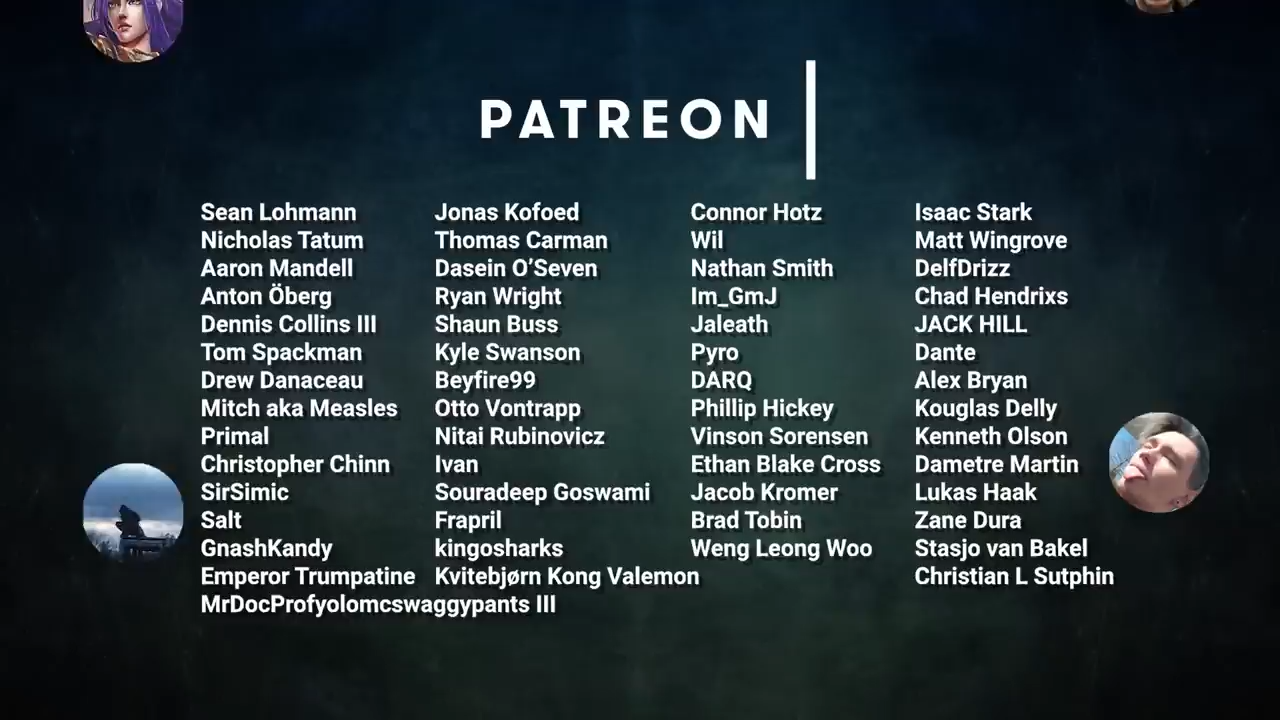 PATREON
Sean Lohmann
Nicholas Tatum
Aaron Mandell
Anton Öberg
Dennis Collins III
Tom Spackman
Drew Danaceau
Mitch aka Measles
Primal
Christopher Chinn
SirSimic
Salt
GnashKandy
Emperor Trumpatine
MrDocProfyolomcswaggypants III
Jonas Kofoed
Thomas Carman
Dasein O’Seven
Ryan Wright
Shaun Buss
Kyle Swanson
Beyfire99
Otto Vontrapp
Nitai Rubinovicz
Ivan
Souradeep Goswami
Frapril
kingosharks
Kvitebjørn Kong Valemon
Connor Hotz
Wil
Nathan Smith
Im_GmJ
Jaleath
Pyro
DARQ
Phillip Hickey
Vinson Sorensen
Ethan Blake Cross
Jacob Kromer
Brad Tobin
Weng Leong Woo
Isaac Stark
Matt Wingrove
DelfDrizz
Chad Hendrixs
JACK HILL
Dante
Alex Bryan
Kouglas Delly
Kenneth Olson
Dametre Martin
Lukas Haak
Zane Dura
Stasjo van Bakel
Christian L Sutphin